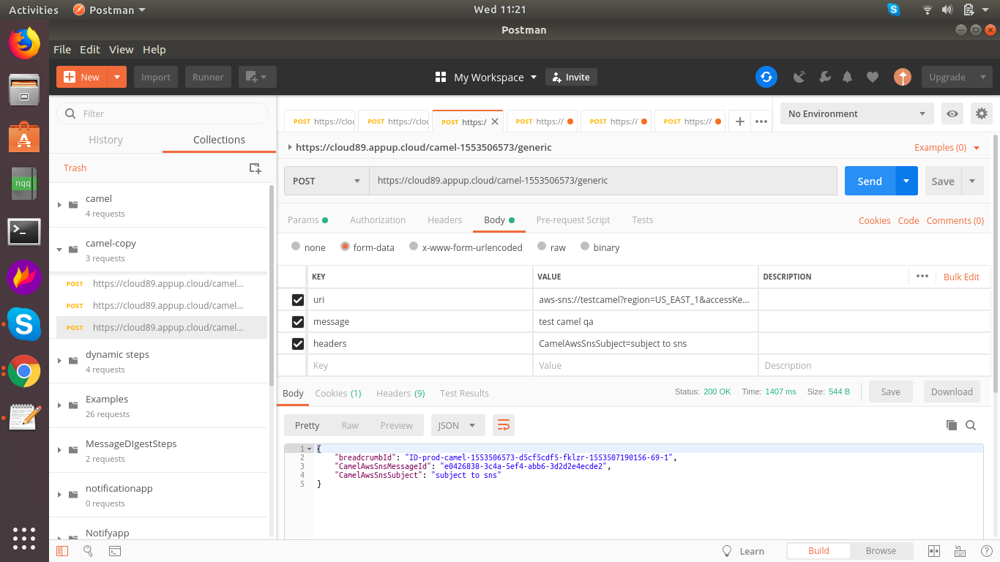 Activities Postman Wed 11:21
Postman
File Edit View Help
New Import Runner My Workspace Invite Upgrade
Filter
History Collections
Trash
camel
4 requests
camel-copy
3 requests
POST https://cloud89.appup.cloud/camel...
POST https://cloud89.appup.cloud/camel...
POST https://cloud89.appup.cloud/camel...
dynamic steps
4 requests
Examples
26 requests
MessageDIgestSteps
2 requests
notificationapp
0 requests
Notifyapp
nqq
POST https://clou POST https://clou POST https:/ POST https:// POST https:// POST https:// No Environment
https://cloud89.appup.cloud/camel-1553506573/generic Examples (0)
POST https://cloud89.appup.cloud/camel-1553506573/generic Send Save
Params Authorization Headers Body Pre-request Script Tests Cookies Code Comments (0)
none form-data x-www-form-urlencoded raw binary
KEY VALUE DESCRIPTION Bulk Edit
uri aws-sns://testcamel?region=US_EAST_1&accessKe...
message test camel qa
headers CamelAwsSnsSubject=subject to sns
Key Value Description
Body Cookies (1) Headers (9) Test Results Status: 200 OK Time: 1407 ms Size: 544 B Save Download
Pretty Raw Preview JSON
1 {
2 "breadcrumbId": "ID-prod-camel-1553506573-d5cf5cdf5-fklzr-1553507190156-69-1",
3 "CamelAwsSnsMessageId": "e0426838-3c4a-5ef4-abb6-3d2d2e4ecde2",
4 "CamelAwsSnsSubject": "subject to sns"
5 }
Learn Build Browse